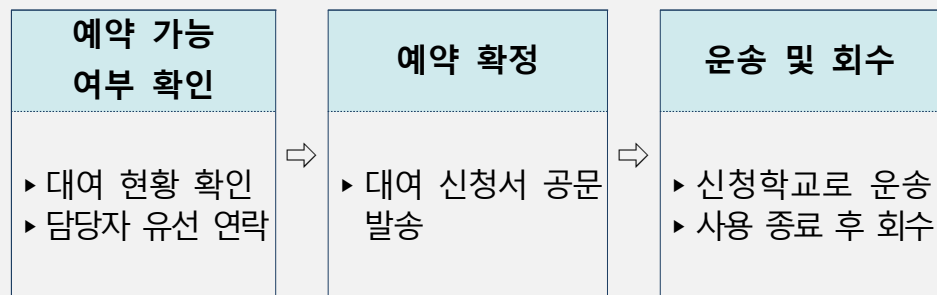 예약 가능
여부 확인
▸대여 현황 확인
▸담당자 유선 연락
⇨
예약 확정
▸대여 신청서 공문
발송
⇨
운송 및 회수
▸신청학교로 운송
▸사용 종료 후 회수